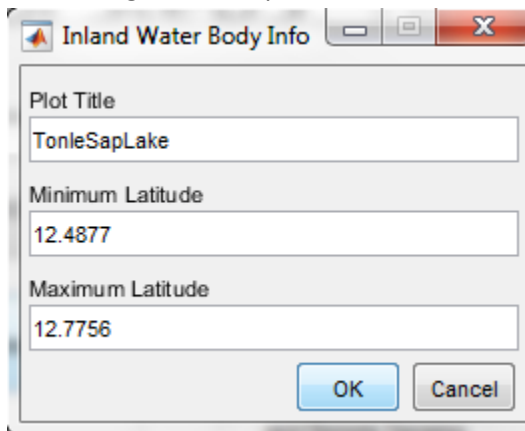 Inland Water Body Info
Plot Title
TonleSapLake
Minimum Latitude
12.4877
Maximum Latitude
12.7756
OK Cancel